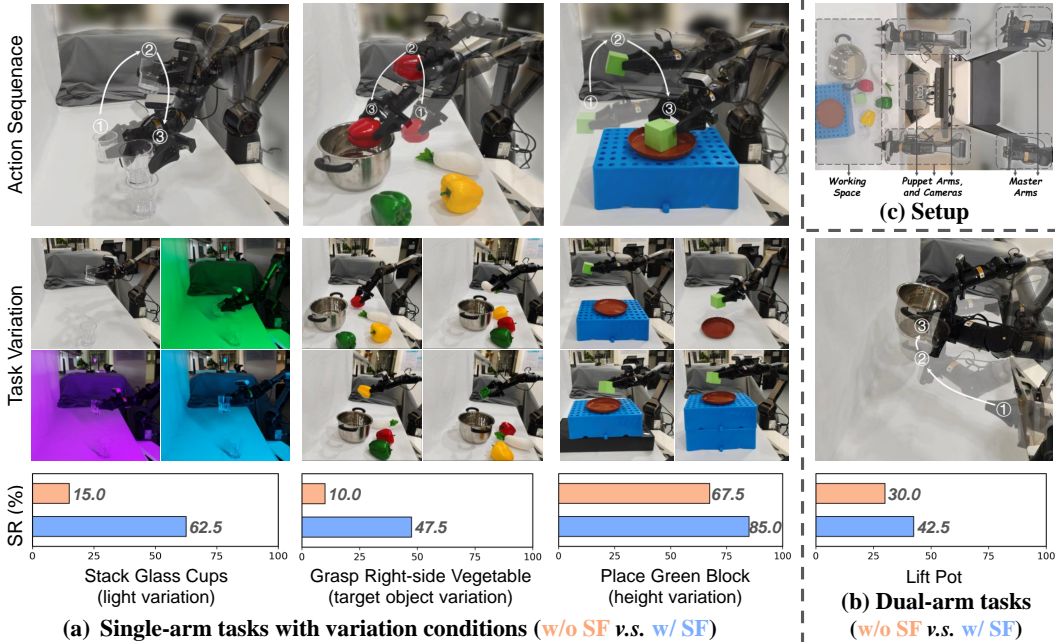 Action Sequenace
①
②
③
①
②
③
①
②
③
Working Space
Puppet Arms, and Cameras
Master Arms
(c) Setup
Task Variation
①
②
③
SR (%)
15.0
62.5
0 25 50 75 100
Stack Glass Cups
(light variation)
10.0
47.5
0 25 50 75 100
Grasp Right-side Vegetable
(target object variation)
67.5
85.0
0 25 50 75 100
Place Green Block
(height variation)
30.0
42.5
0 25 50 75 100
Lift Pot
(a) Single-arm tasks with variation conditions (w/o SF v.s. w/ SF)
(b) Dual-arm tasks
(w/o SF v.s. w/ SF)